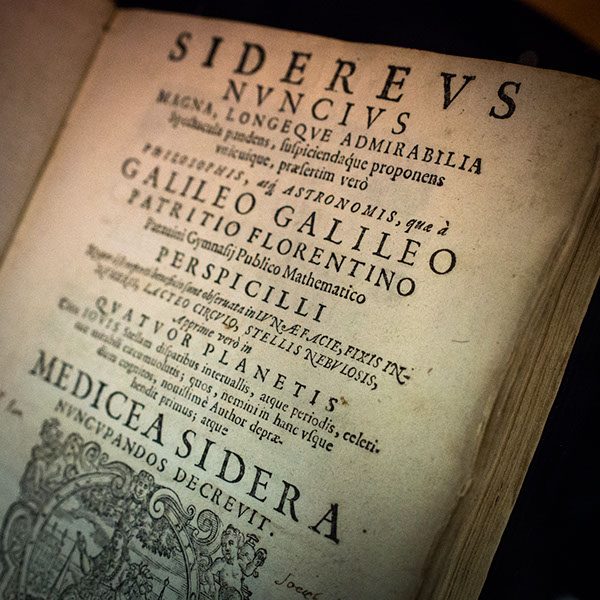 SIDEREVS
NVNCIVS
MAGNA, LONGEQVE ADMIRABILIA
Spectacula pandens, suſpiciendaque proponens
vnicuique, præſertim verò
PHILOSOPHIS, atq́ ASTRONOMIS, quæ à
GALILEO GALILEO
PATRITIO FLORENTINO
Patauini Gymnaſij Publico Mathematico
PERSPICILLI
Nuper à ſe reperti beneficio ſunt obſeruata in LVNÆ FACIE, FIXIS IN-
NVMERIS, LACTEO CIRCVLO, STELLIS NEBVLOSIS,
Apprime verò in
QVATVOR PLANETIS
Circa IOVIS Stellam diſparibus interuallis, atque periodis, celeri-
tate mirabili circumuolutis; quos, nemini in hanc vſque
diem cognitos, nouiſſimè Author depræ-
hendit primus; atque
MEDICEA SIDERA
NVNCVPANDOS DECREVIT.